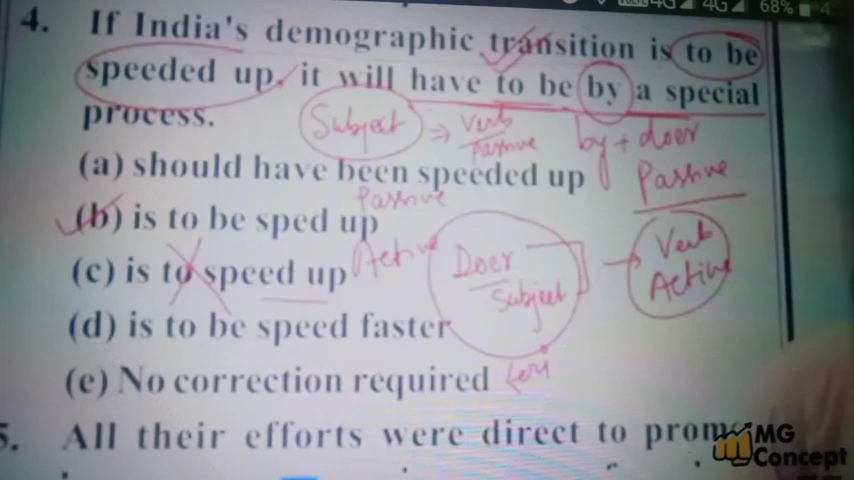 4G 4G 68%
4. If India's demographic transition is to be
speeded up, it will have to be by a special
process.
Subject ⇒ Verb
passive
by + doer
Passive
(a) should have been speeded up
Passive
(b) is to be sped up
Active
(c) is to speed up
Doer
Subject
→ Verb
Active
(d) is to be speed faster
(e) No correction required
5. All their efforts were direct to prom
MG
Concept